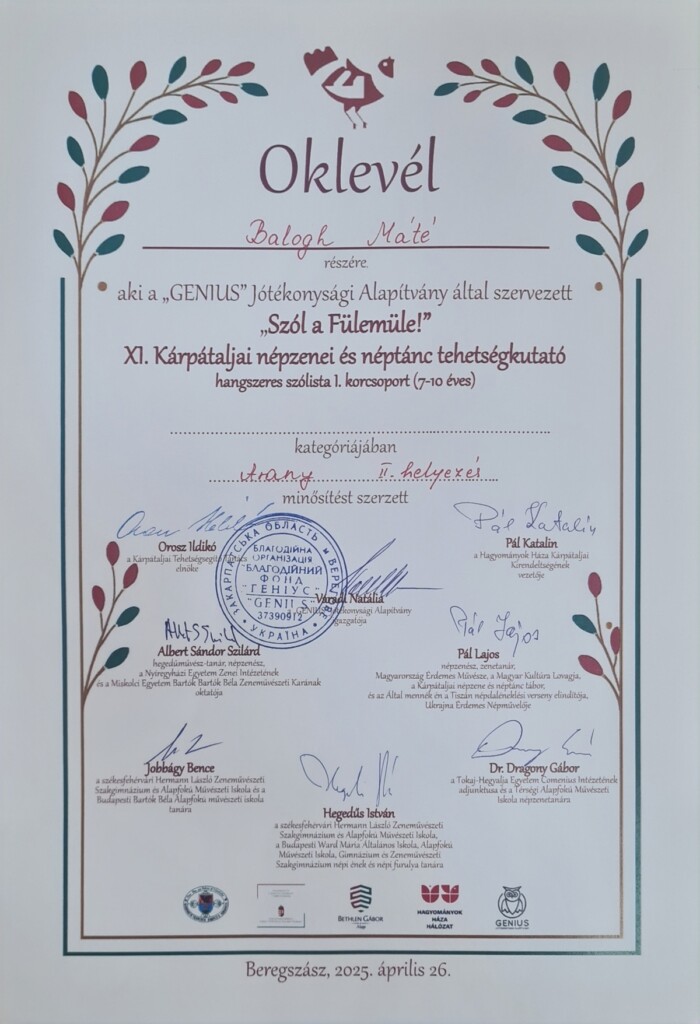 Oklevél
Balogh Máté
részére,
aki a „GENIUS” Jótékonysági Alapítvány által szervezett
„Szól a Fülemüle!”
XI. Kárpátaljai népzenei és néptánc tehetségkutató
hangszeres szólista I. korcsoport (7-10 éves)
kategóriájában
Arany II. helyezés
minősítést szerzett
Orosz Ildikó
a Kárpátaljai Tehetségsegítő Tanács
elnöke
Pál Katalin
Pál Katalin
a Hagyományok Háza Kárpátaljai
Kirendeltségének
vezetője
ЗАКАРПАТСЬКА ОБЛАСТЬ
УКРАЇНА
БЛАГОДІЙНА
ОРГАНІЗАЦІЯ
"БЛАГОДІЙНИЙ
ФОНД
"ГЕНІУС"
"GENIUS"
37390912
Váradi Natália
GENIUS Jótékonysági Alapítvány
igazgatója
Albert Sándor Szilárd
hegedűművész-tanár, népzenész,
a Nyíregyházi Egyetem Zenei Intézetének
és a Miskolci Egyetem Bartók Béla Zeneművészeti Karának
oktatója
Pál Lajos
Pál Lajos
népzenész, zenetanár,
Magyarország Érdemes Művésze, a Magyar Kultúra Lovagja,
a Kárpátaljai népzene és néptánc tábor,
és az Által mennék én a Tiszán népdaléneklési verseny elindítója,
Ukrajna Érdemes Népművelője
Jobbágy Bence
a székesfehérvári Hermann László Zeneművészeti
Szakgimnázium és Alapfokú Művészeti Iskola és a
Budapesti Bartók Béla Alapfokú művészeti iskola
tanára
Hegedűs István
a székesfehérvári Hermann László Zeneművészeti
Szakgimnázium és Alapfokú Művészeti Iskola,
a Budapesti Ward Mária Általános Iskola, Alapfokú
Művészeti Iskola, Gimnázium és Zeneművészeti
Szakgimnázium népi ének és népi furulya tanára
Dr. Dragony Gábor
a Tokaj-Hegyalja Egyetem Comenius Intézetének
adjunktusa és a Térségi Alapfokú Művészeti
Iskola népzenetanára
BETHLEN GÁBOR
Alap
HAGYOMÁNYOK
HÁZA
HÁLÓZAT
GENIUS
Beregszász, 2025. április 26.